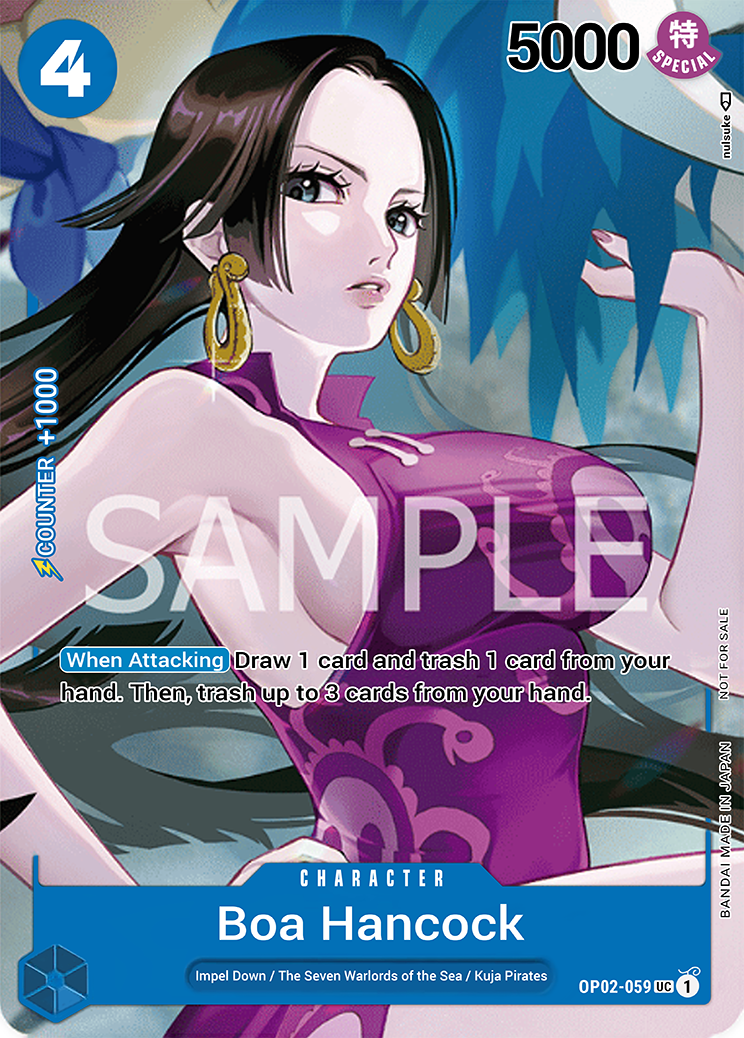 4
5000
特
SPECIAL
nulsuke
COUNTER +1000
SAMPLE
When Attacking Draw 1 card and trash 1 card from your
hand. Then, trash up to 3 cards from your hand.
NOT FOR SALE
BANDAI MADE IN JAPAN
CHARACTER
Boa Hancock
Impel Down / The Seven Warlords of the Sea / Kuja Pirates
OP02-059 UC 1